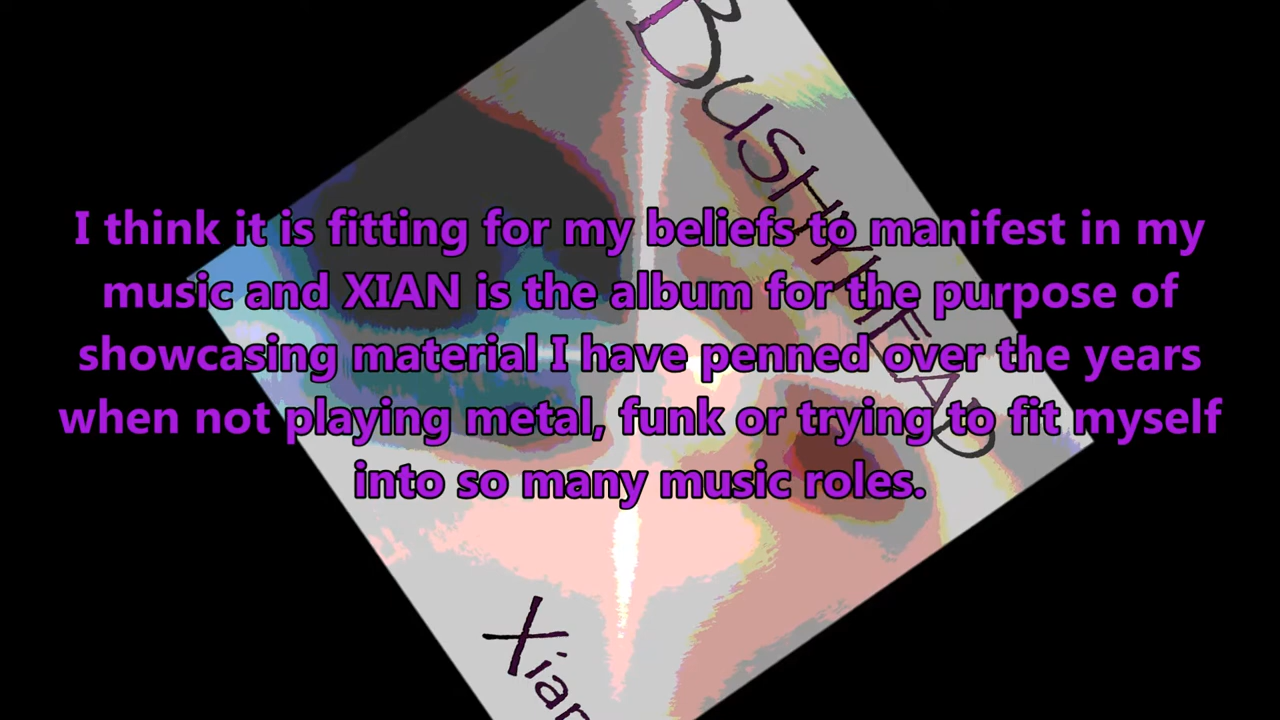 BUSHYHEAD
I think it is fitting for my beliefs to manifest in my
music and XIAN is the album for the purpose of
showcasing material I have penned over the years
when not playing metal, funk or trying to fit myself
into so many music roles.
Xian